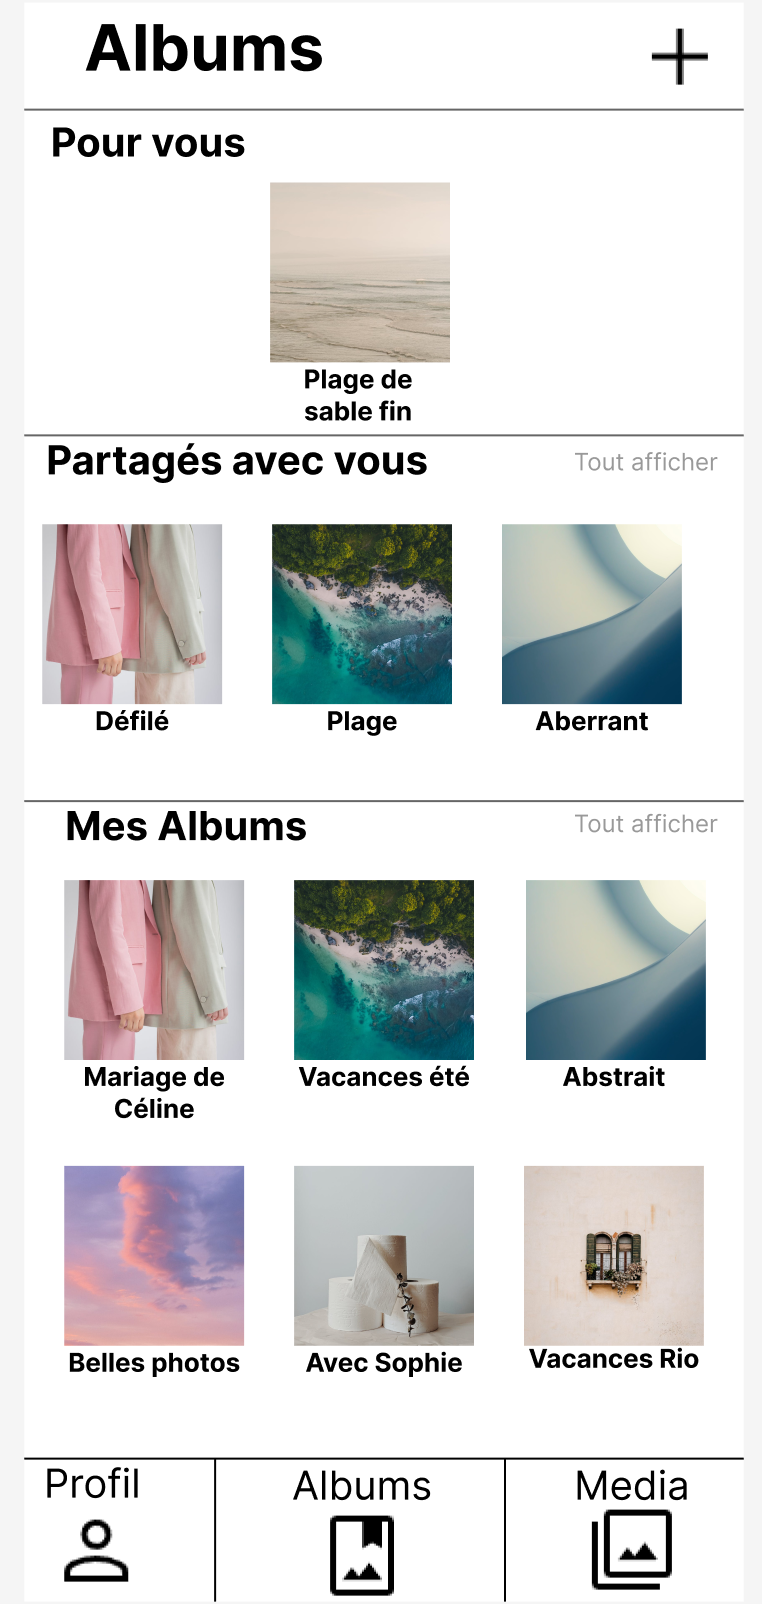 Albums
Pour vous
Plage de
sable fin
Partagés avec vous
Tout afficher
Défilé
Plage
Aberrant
Mes Albums
Tout afficher
Mariage de
Céline
Vacances été
Abstrait
Belles photos
Avec Sophie
Vacances Rio
Profil
Albums
Media